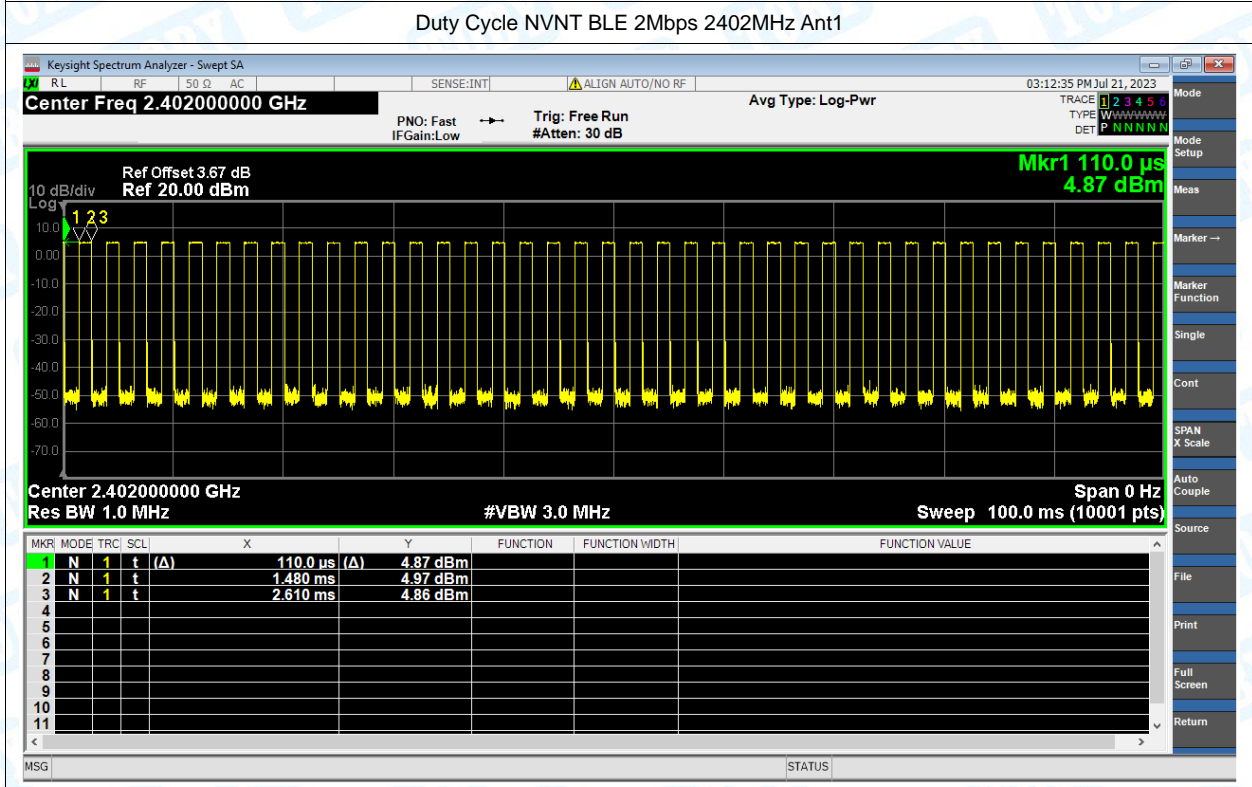 Duty Cycle NVNT BLE 2Mbps 2402MHz Ant1
Keysight Spectrum Analyzer - Swept SA
LXI RL RF 50 Ω AC SENSE:INT ALIGN AUTO/NO RF 03:12:35 PM Jul 21, 2023
Center Freq 2.402000000 GHz
PNO: Fast
IFGain:Low
Trig: Free Run
#Atten: 30 dB
Avg Type: Log-Pwr
TRACE 1 2 3 4 5 6
TYPE WWWWWW
DET P N N N N N
Mkr1 110.0 µs
4.87 dBm
Ref Offset 3.67 dB
Ref 20.00 dBm
10 dB/div
Log
1 2 3
10.0
0.00
-10.0
-20.0
-30.0
-40.0
-50.0
-60.0
-70.0
Center 2.402000000 GHz Span 0 Hz
Res BW 1.0 MHz #VBW 3.0 MHz Sweep 100.0 ms (10001 pts)
MKR MODE TRC SCL X Y FUNCTION FUNCTION WIDTH FUNCTION VALUE
1 N 1 t (Δ) 110.0 µs (Δ) 4.87 dBm
2 N 1 t 1.480 ms 4.97 dBm
3 N 1 t 2.610 ms 4.86 dBm
4
5
6
7
8
9
10
11
MSG STATUS
Mode
Mode Setup
Meas
Marker →
Marker Function
Single
Cont
SPAN X Scale
Auto Couple
Source
File
Print
Full Screen
Return